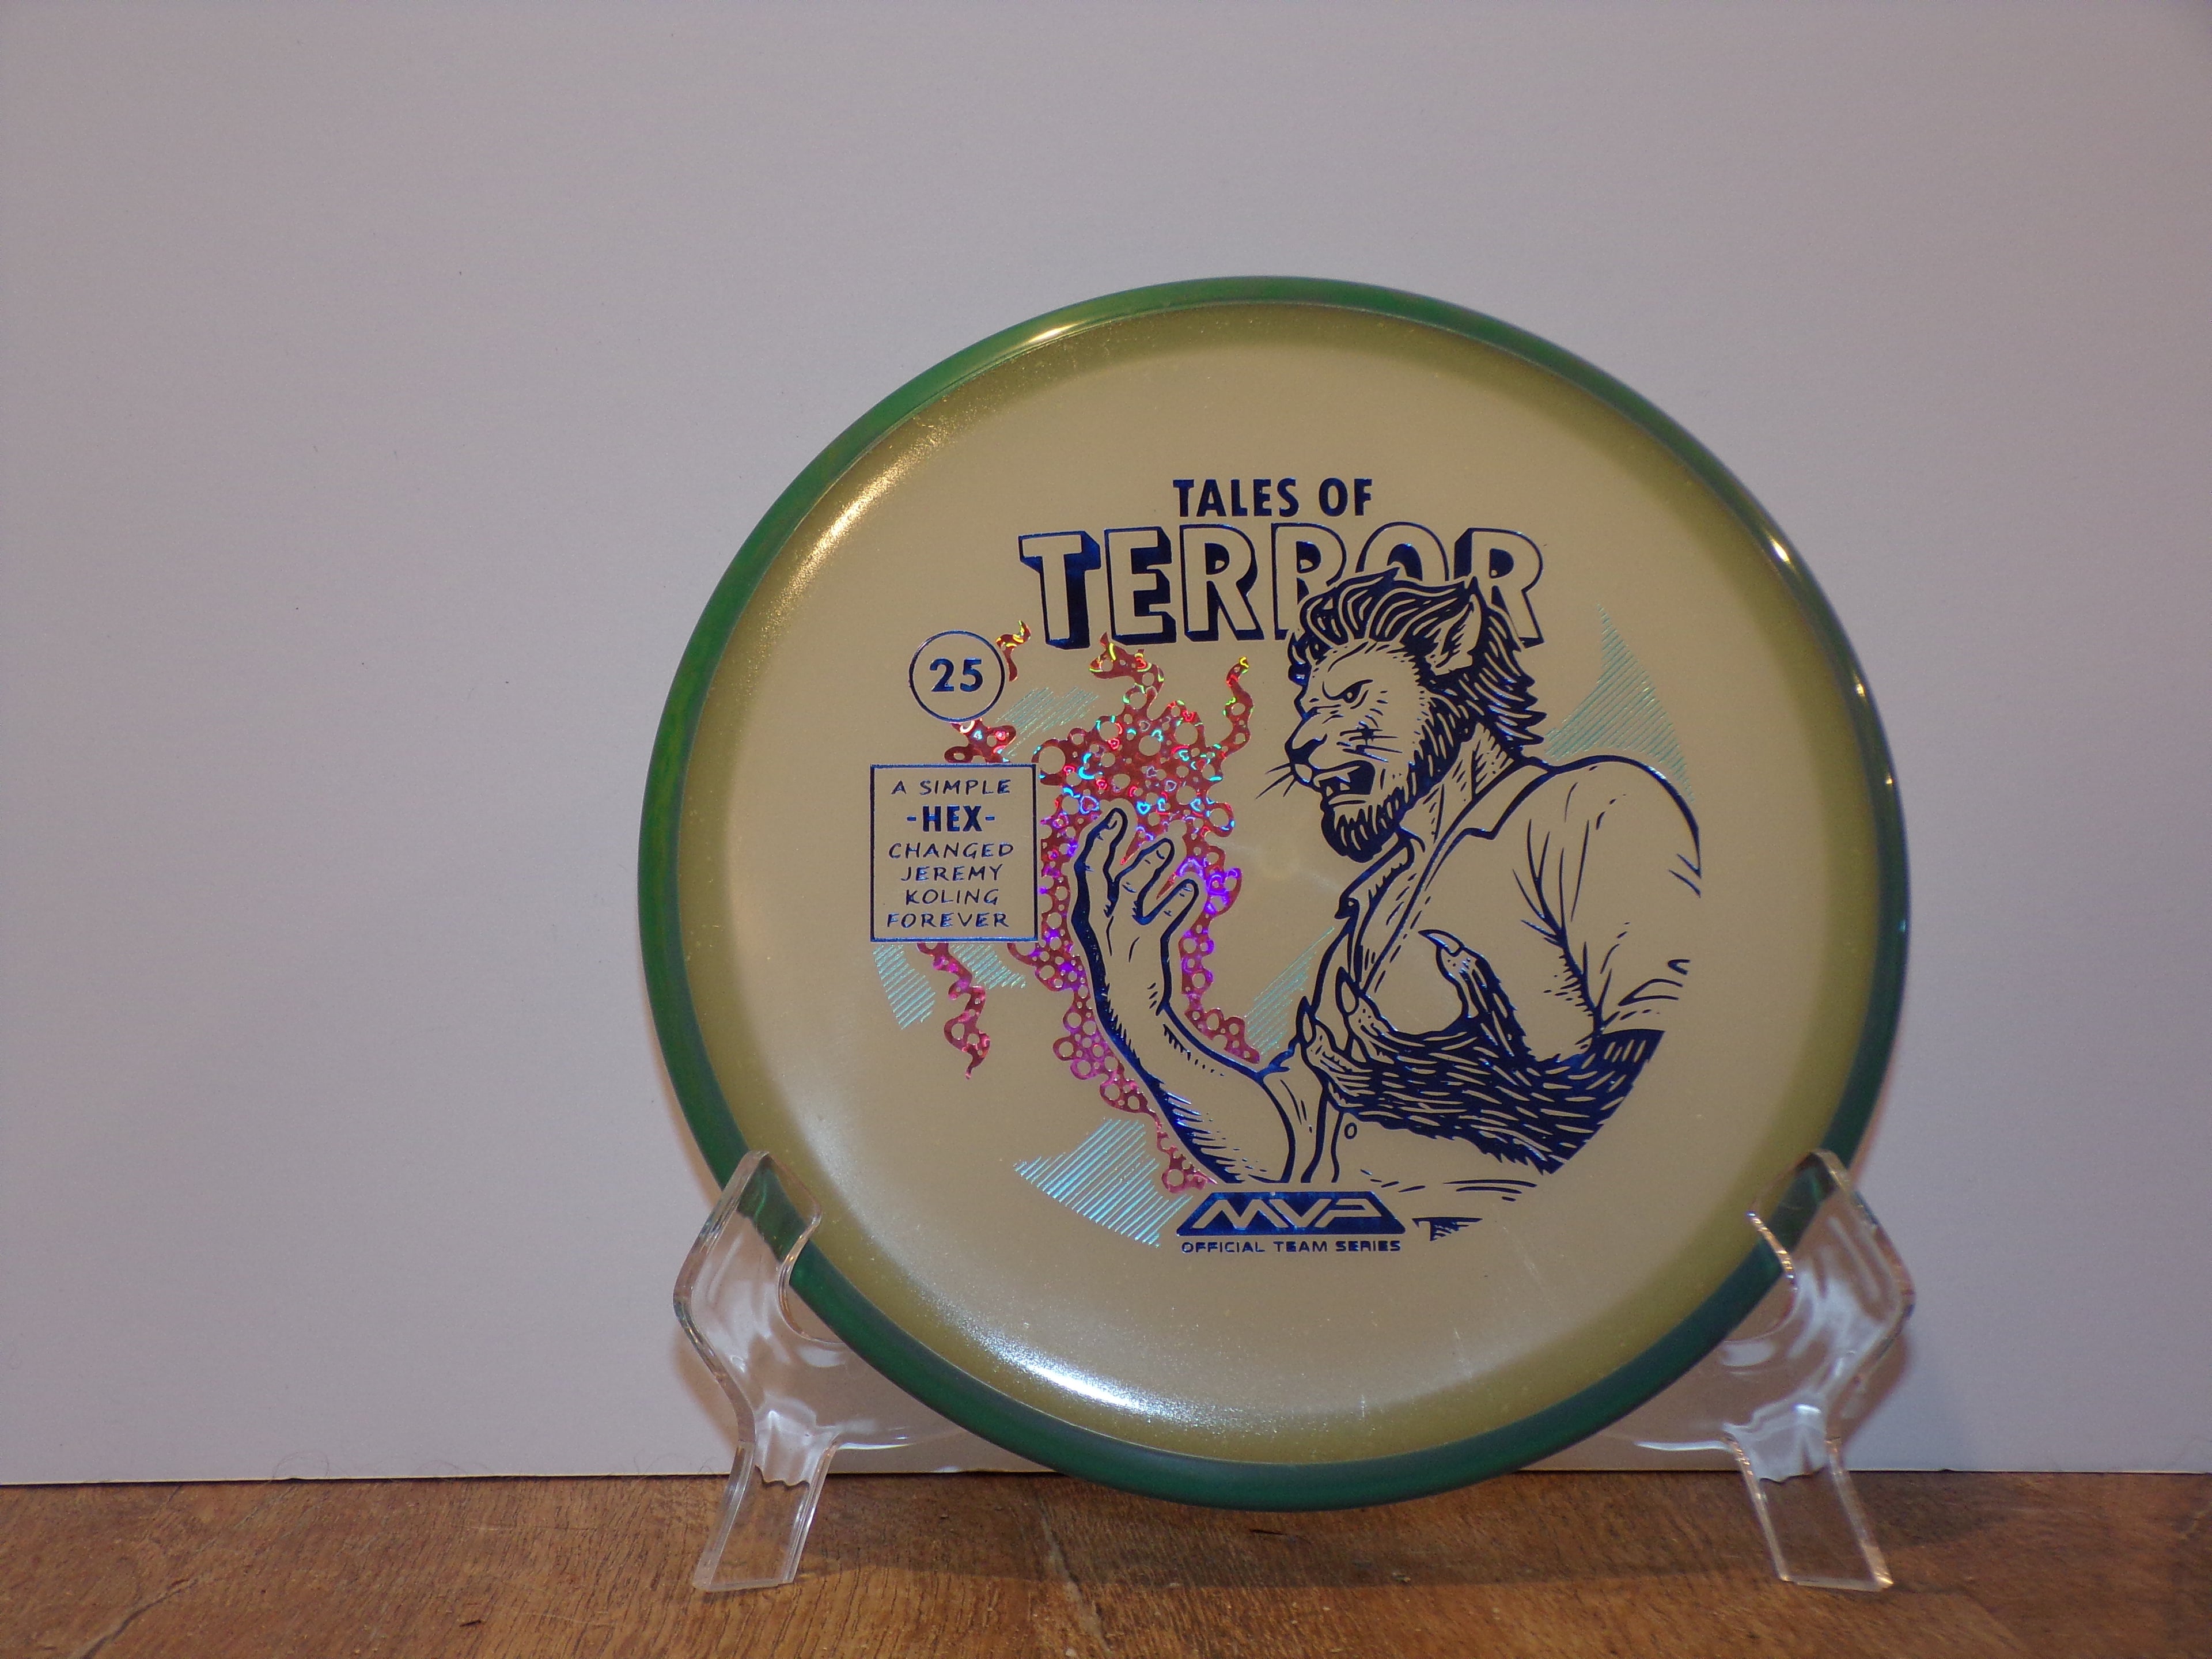 TALES OF
TERROR
25
A SIMPLE
-HEX-
CHANGED
JEREMY
KOLING
FOREVER
MVP
OFFICIAL TEAM SERIES